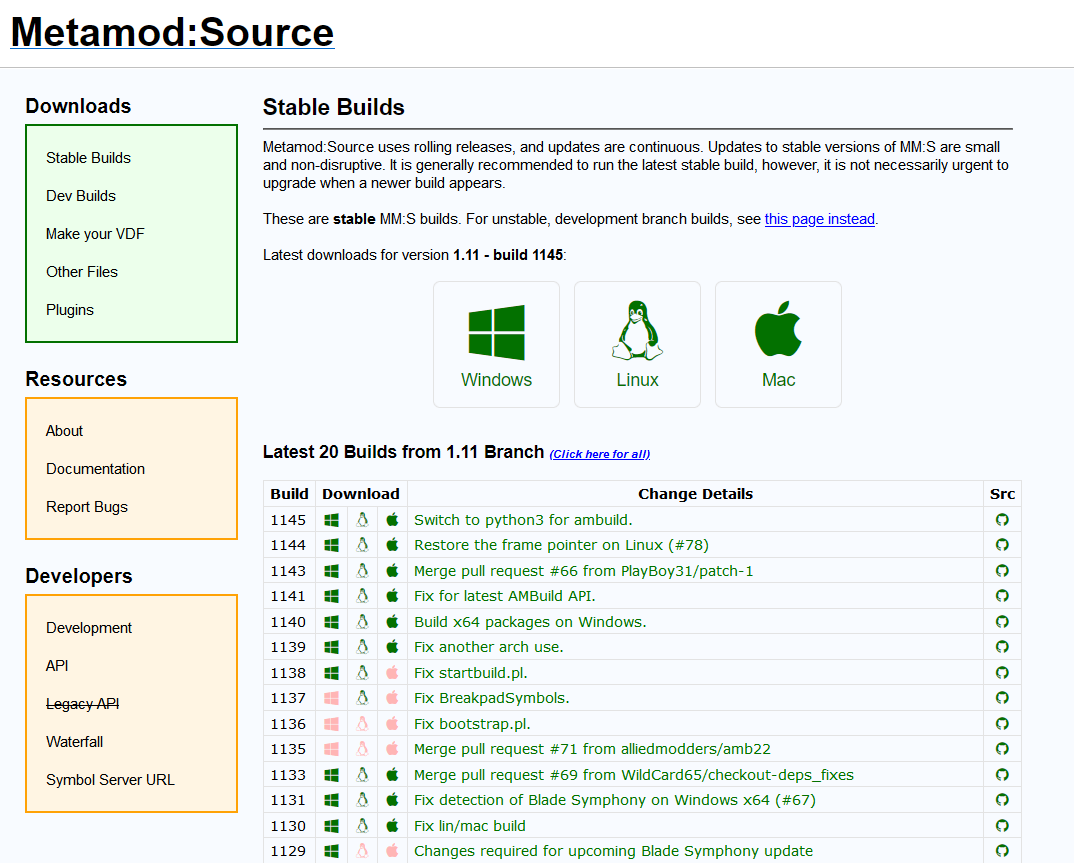 Metamod:Source
Downloads
Stable Builds
Dev Builds
Make your VDF
Other Files
Plugins
Resources
About
Documentation
Report Bugs
Developers
Development
API
Legacy API
Waterfall
Symbol Server URL
Stable Builds
Metamod:Source uses rolling releases, and updates are continuous. Updates to stable versions of MM:S are small
and non-disruptive. It is generally recommended to run the latest stable build, however, it is not necessarily urgent to
upgrade when a newer build appears.
These are stable MM:S builds. For unstable, development branch builds, see this page instead.
Latest downloads for version 1.11 - build 1145:
Windows Linux Mac
Latest 20 Builds from 1.11 Branch (Click here for all)
Build Download Change Details Src
1145 Switch to python3 for ambuild.
1144 Restore the frame pointer on Linux (#78)
1143 Merge pull request #66 from PlayBoy31/patch-1
1141 Fix for latest AMBuild API.
1140 Build x64 packages on Windows.
1139 Fix another arch use.
1138 Fix startbuild.pl.
1137 Fix BreakpadSymbols.
1136 Fix bootstrap.pl.
1135 Merge pull request #71 from alliedmodders/amb22
1133 Merge pull request #69 from WildCard65/checkout-deps_fixes
1131 Fix detection of Blade Symphony on Windows x64 (#67)
1130 Fix lin/mac build
1129 Changes required for upcoming Blade Symphony update